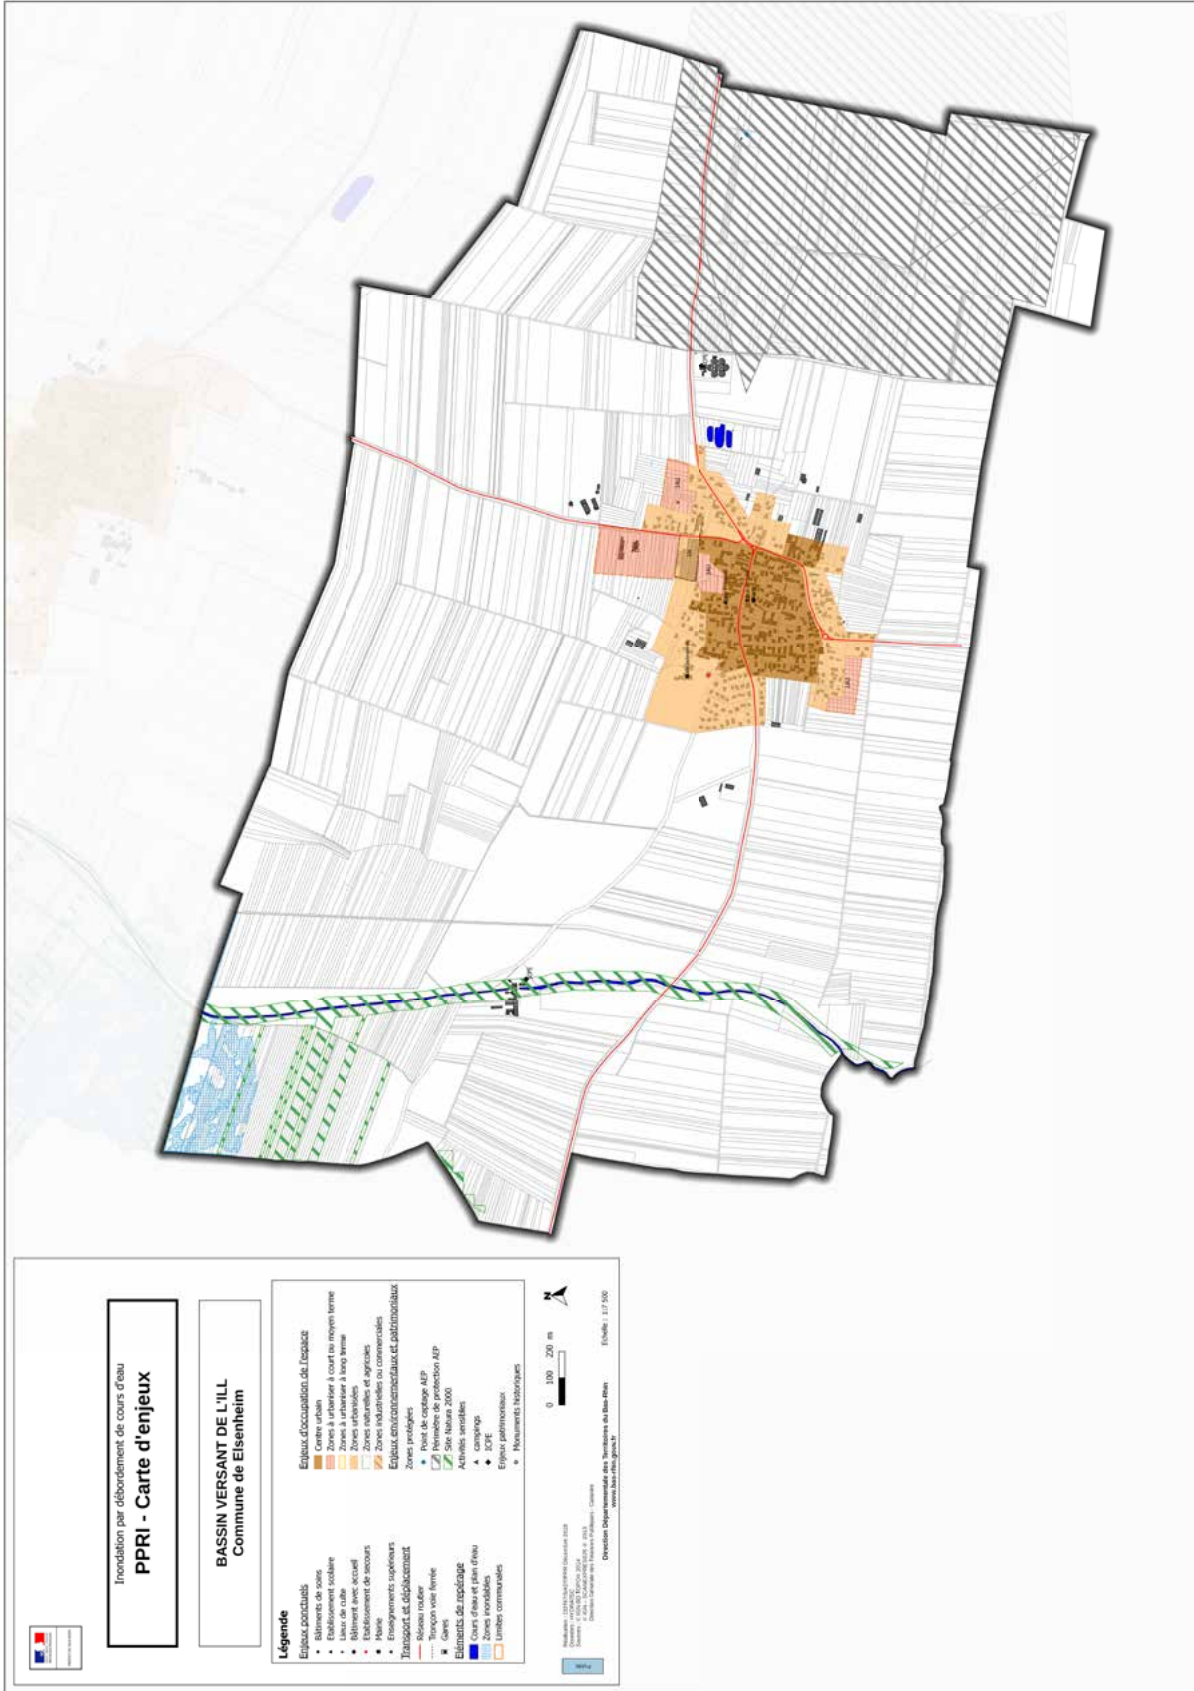 Inondation par débordement de cours d'eau
PPRI - Carte d'enjeux
BASSIN VERSANT DE L'ILL
Commune de Elsenheim
Légende
Enjeux ponctuels
Bâtiments de soins
Etablissement scolaire
Lieux de culte
Bâtiment avec accueil
Etablissement de secours
Mairie
Enseignements supérieurs
Transport et déplacement
Réseau routier
Tronçon voie ferrée
Gares
Eléments de repérage
Cours d'eau et plan d'eau
Zones inondables
Limites communales
Enjeux d'occupation de l'espace
Centre urbain
Zones à urbaniser à court ou moyen terme
Zones à urbaniser à long terme
Zones urbanisées
Zones naturelles et agricoles
Zones industrielles ou commerciales
Enjeux environnementaux et patrimoniaux
Zones protégées
Point de captage AEP
Périmètre de protection AEP
Site Natura 2000
Activités sensibles
campings
ICPE
Enjeux patrimoniaux
Monuments historiques
0 100 200 m
N
Direction Départementale des Territoires du Bas-Rhin
www.bas-rhin.gouv.fr
Echelle : 1:7 500